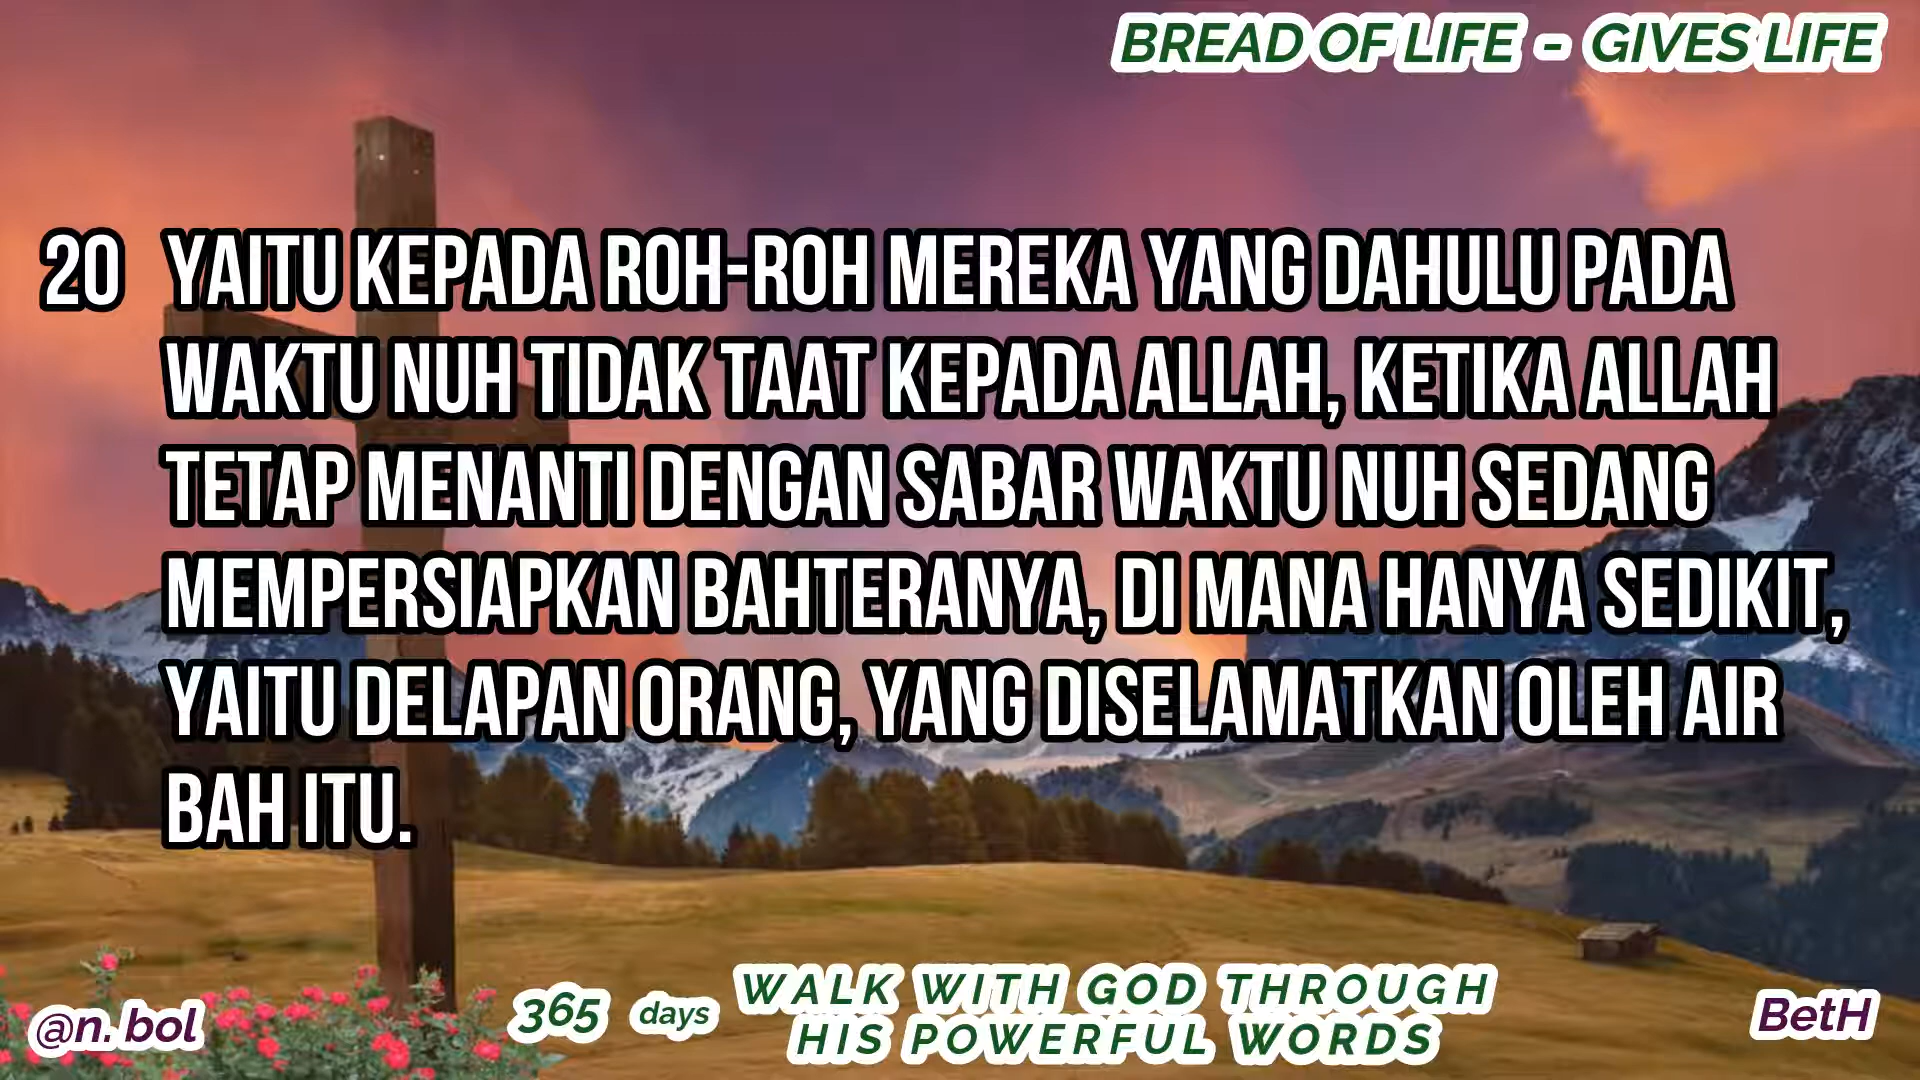 BREAD OF LIFE - GIVES LIFE
20 YAITU KEPADA ROH-ROH MEREKA YANG DAHULU PADA
WAKTU NUH TIDAK TAAT KEPADA ALLAH, KETIKA ALLAH
TETAP MENANTI DENGAN SABAR WAKTU NUH SEDANG
MEMPERSIAPKAN BAHTERANYA, DI MANA HANYA SEDIKIT,
YAITU DELAPAN ORANG, YANG DISELAMATKAN OLEH AIR
BAH ITU.
@n. bol
365 days
WALK WITH GOD THROUGH
HIS POWERFUL WORDS
BetH